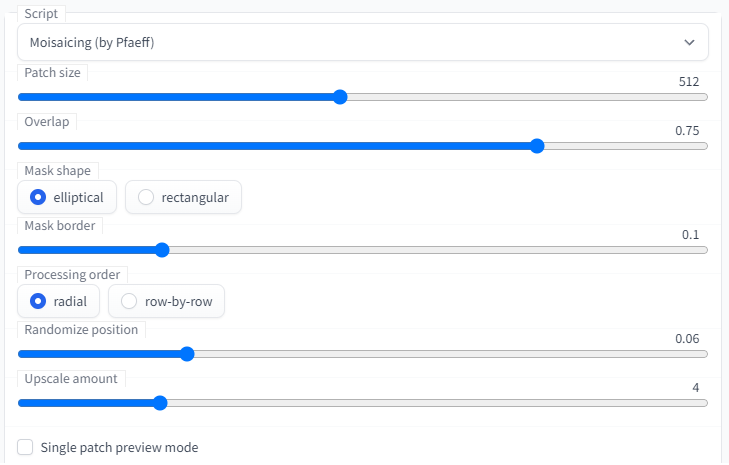 Script
Moisaicing (by Pfaeff)
Patch size
512
Overlap
0.75
Mask shape
elliptical rectangular
Mask border
0.1
Processing order
radial row-by-row
Randomize position
0.06
Upscale amount
4
Single patch preview mode